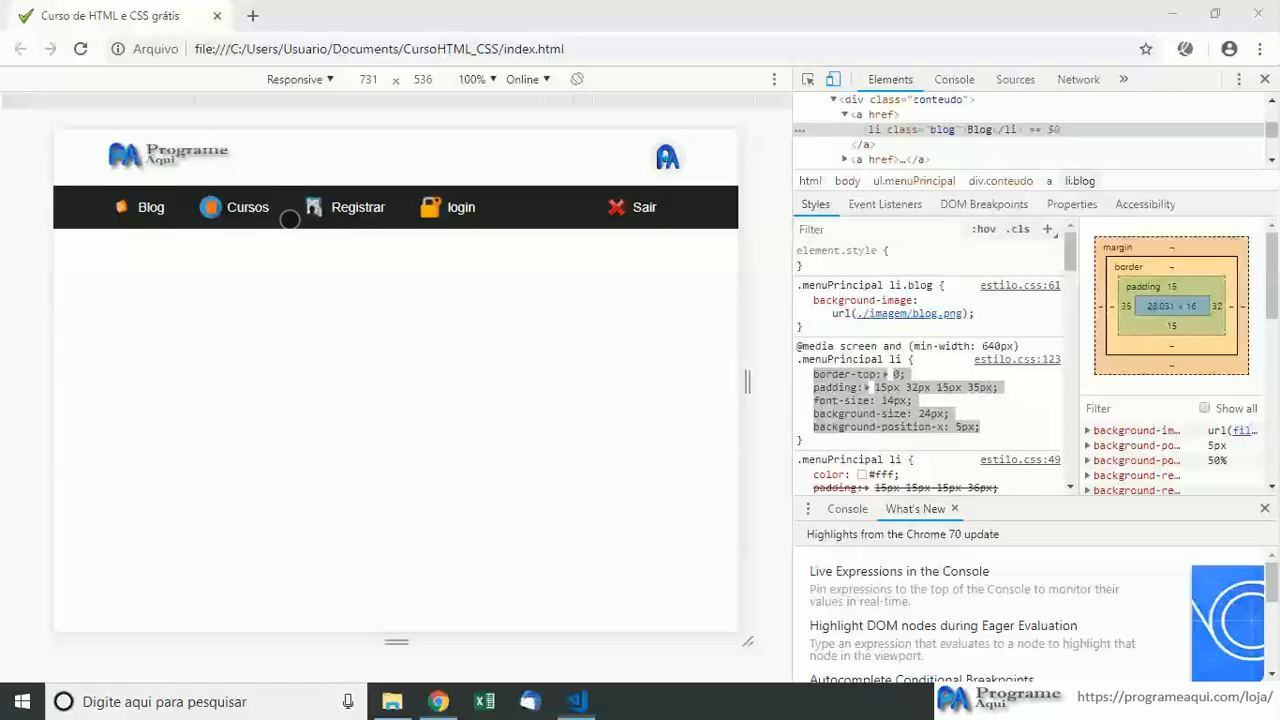 Curso de HTML e CSS grátis
Arquivo file:///C:/Users/Usuario/Documents/CursoHTML_CSS/index.html
Responsive 731 × 536 100% Online
Elements Console Sources Network
<div class="conteudo">
<a href>
<li class="blog">Blog</li> == $0
</a>
<a href>…</a>
html body ul.menuPrincipal div.conteudo a li.blog
Styles Event Listeners DOM Breakpoints Properties Accessibility
Programe
Aqui
Blog Cursos Registrar login Sair
Filter :hov .cls +
element.style {
}
.menuPrincipal li.blog { estilo.css:61
background-image:
url(./imagem/blog.png);
}
@media screen and (min-width: 640px)
.menuPrincipal li { estilo.css:123
border-top: 0;
padding: 15px 32px 15px 35px;
font-size: 14px;
background-size: 24px;
background-position-x: 5px;
}
.menuPrincipal li { estilo.css:49
color: #fff;
padding: 15px 15px 15px 36px;
margin -
border -
padding 15
35 28.031 × 16 32
15
-
-
Filter Show all
background-im… url(fil…
background-po… 5px
background-po… 50%
background-re…
background-re…
Console What's New
Highlights from the Chrome 70 update
Live Expressions in the Console
Pin expressions to the top of the Console to monitor their
values in real-time.
Highlight DOM nodes during Eager Evaluation
Type an expression that evaluates to a node to highlight that
node in the viewport.
Autocomplete Conditional Breakpoints
Digite aqui para pesquisar
Programe
Aqui
https://programeaqui.com/loja/